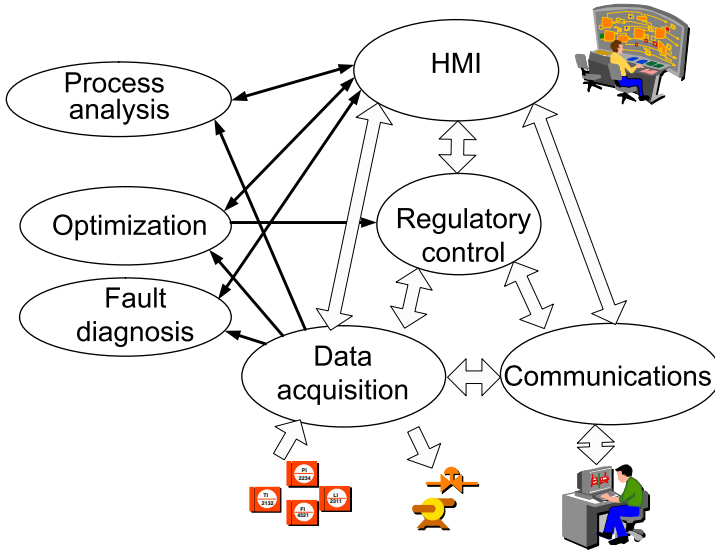 HMI
Process
analysis
Optimization
Regulatory
control
Fault
diagnosis
Data
acquisition
Communications
PI
2234
TI
2132
LI
2311
FI
4321